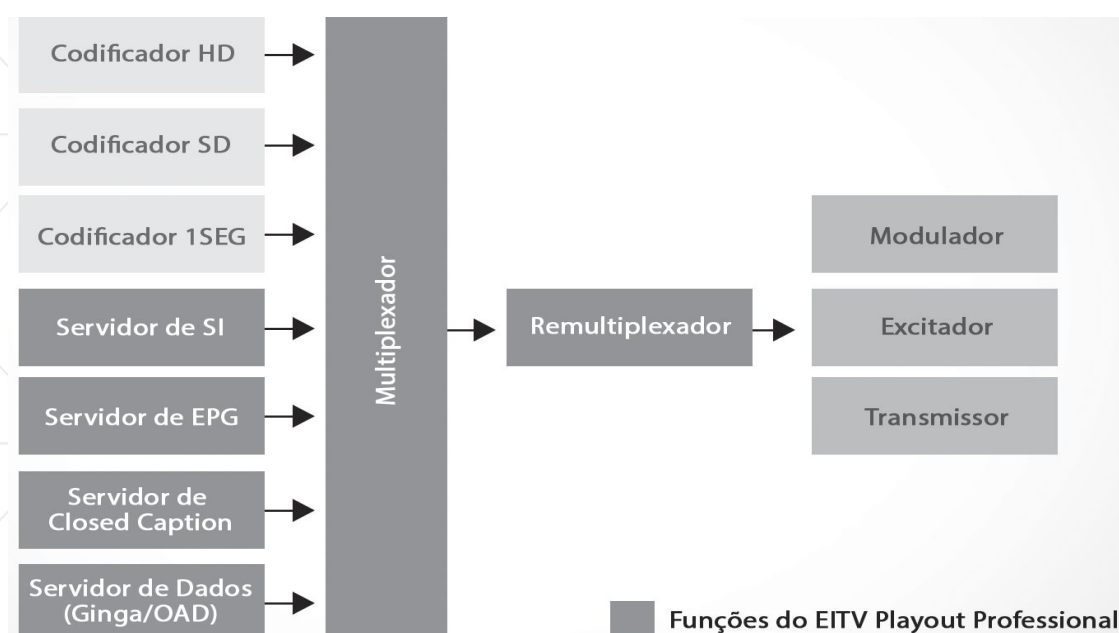 Codificador HD
Codificador SD
Codificador 1SEG
Servidor de SI
Servidor de EPG
Servidor de
Closed Caption
Servidor de Dados
(Ginga/OAD)
Multiplexador
Remultiplexador
Modulador
Excitador
Transmissor
Funções do EITV Playout Professional